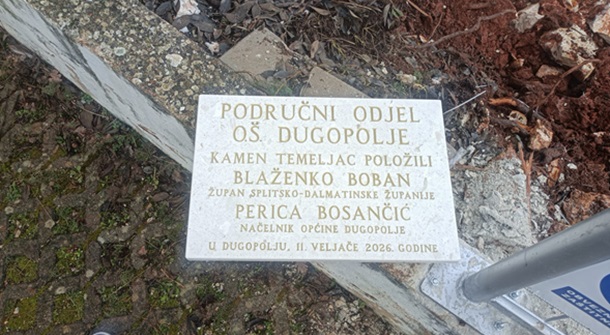 PODRUČNI ODJEL
O.Š. DUGOPOLJE
KAMEN TEMELJAC POLOŽILI
BLAŽENKO BOBAN
ŽUPAN SPLITSKO-DALMATINSKE ŽUPANIJE
PERICA BOSANČIĆ
NAČELNIK OPĆINE DUGOPOLJE
U DUGOPOLJU, 11. VELJAČE 2026. GODINE